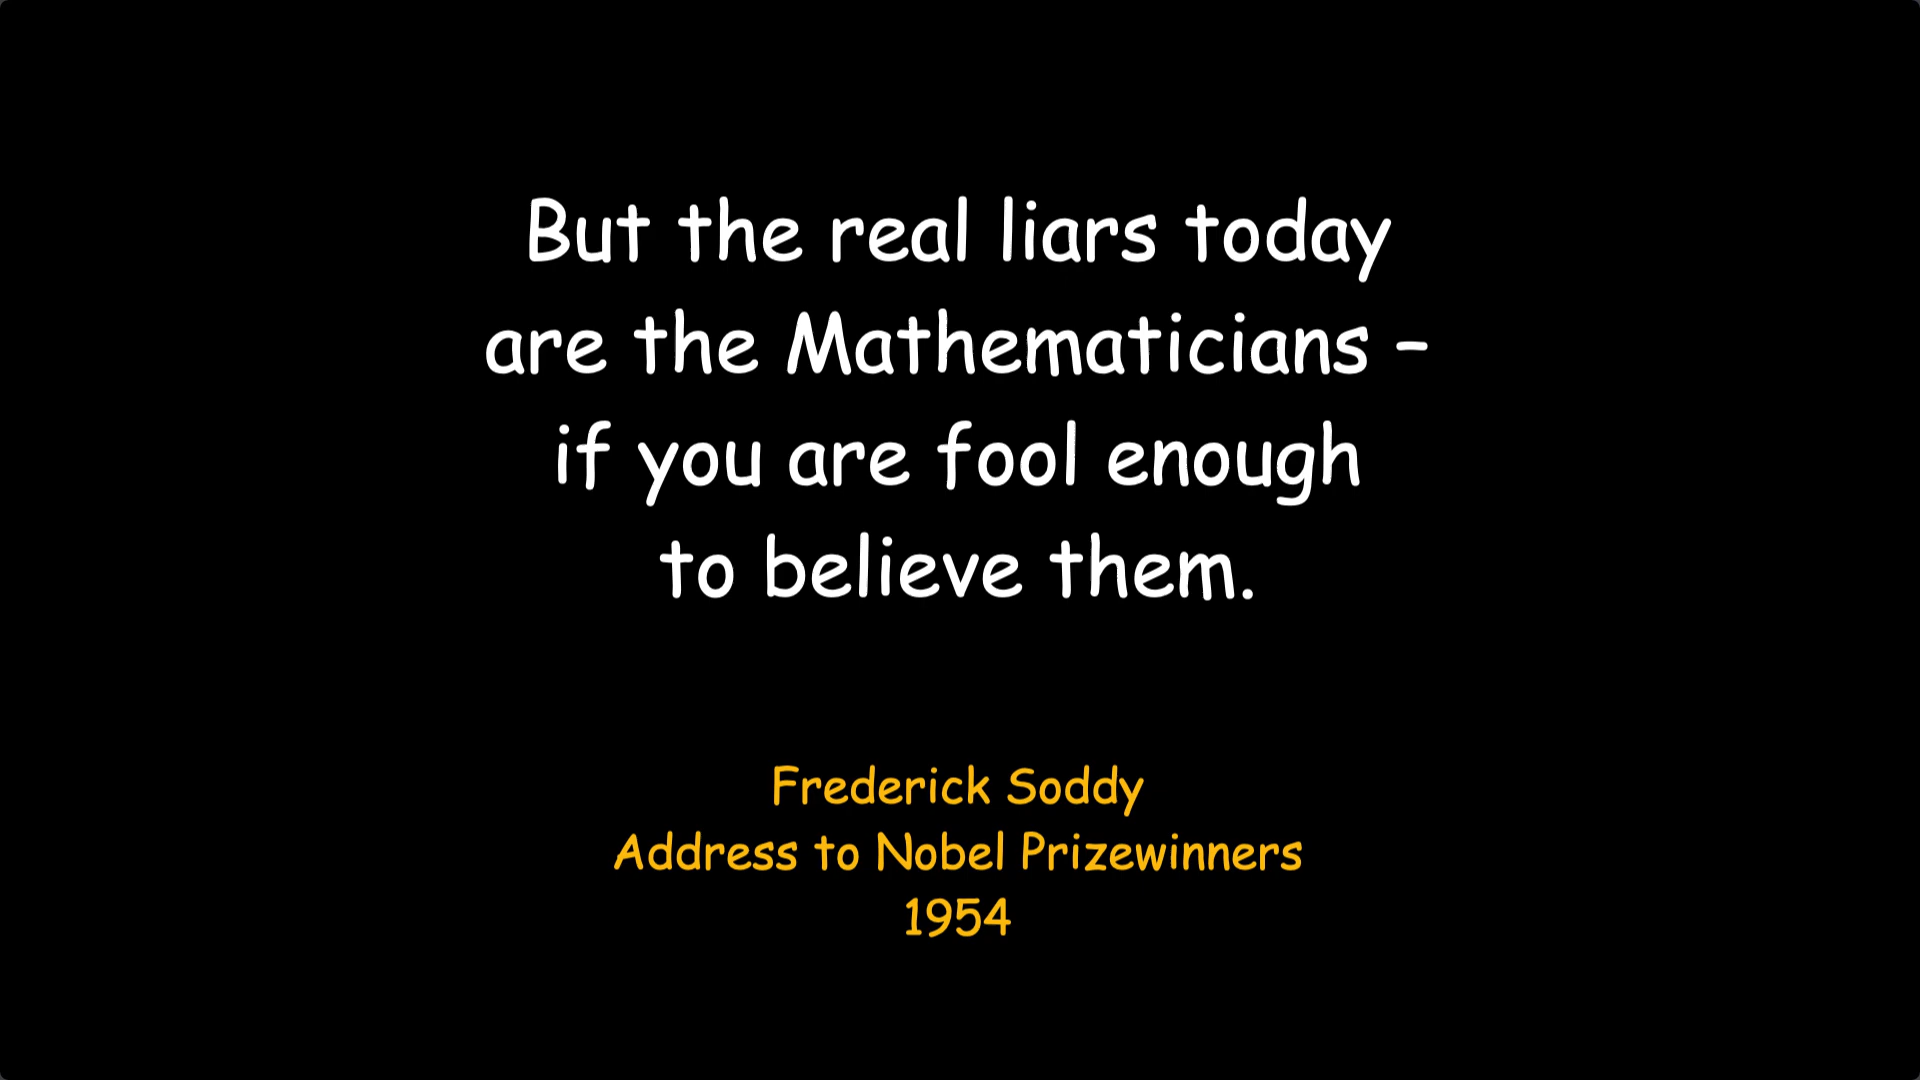 But the real liars today
are the Mathematicians –
if you are fool enough
to believe them.
Frederick Soddy
Address to Nobel Prizewinners
1954